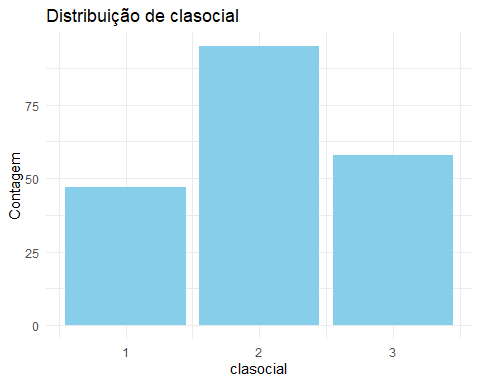 Distribuição de clasocial
Contagem
75
50
25
0
1 2 3
clasocial